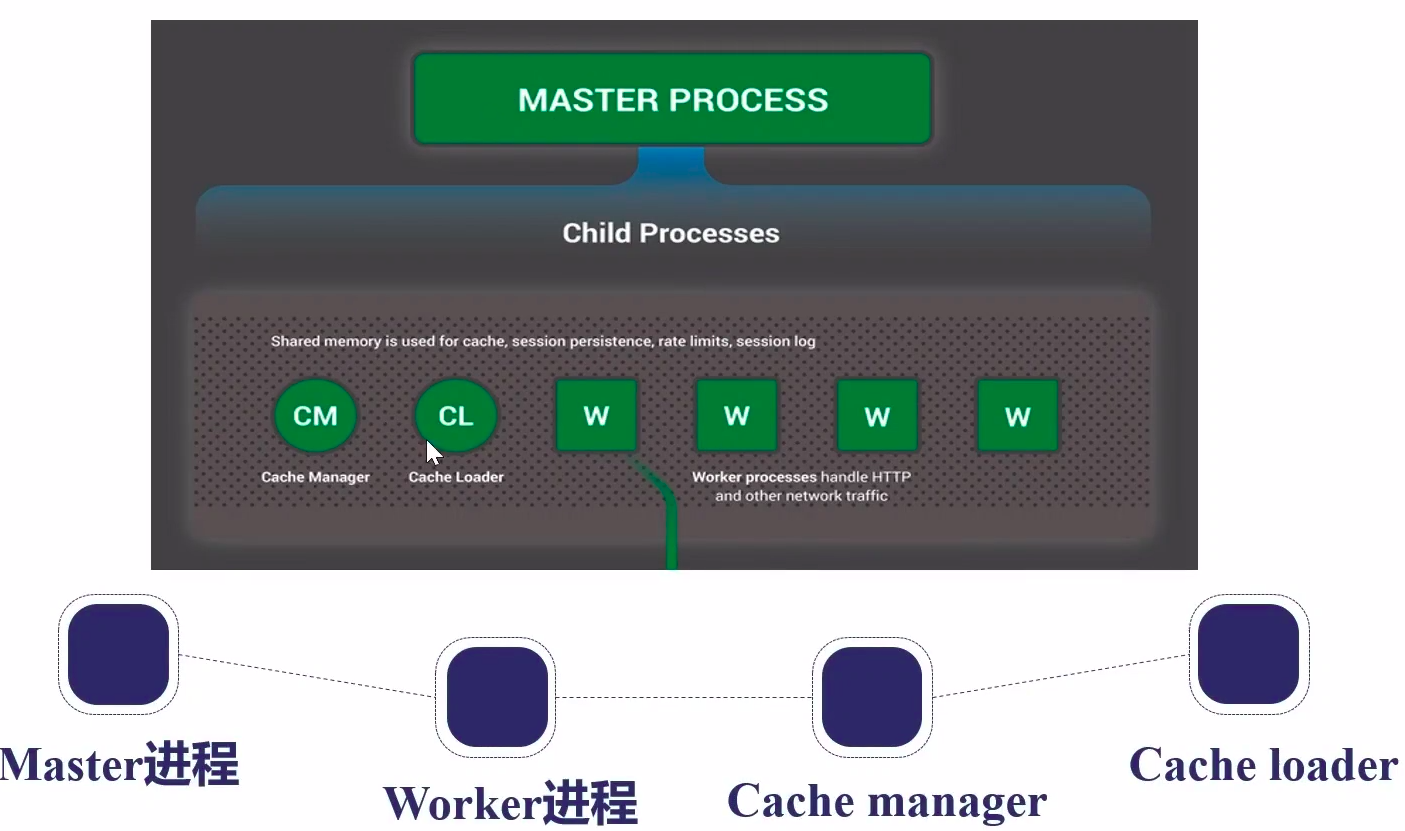 MASTER PROCESS
Child Processes
Shared memory is used for cache, session persistence, rate limits, session log
CM
CL
W
W
W
W
Cache Manager
Cache Loader
Worker processes handle HTTP
and other network traffic
Master进程
Worker进程
Cache manager
Cache loader